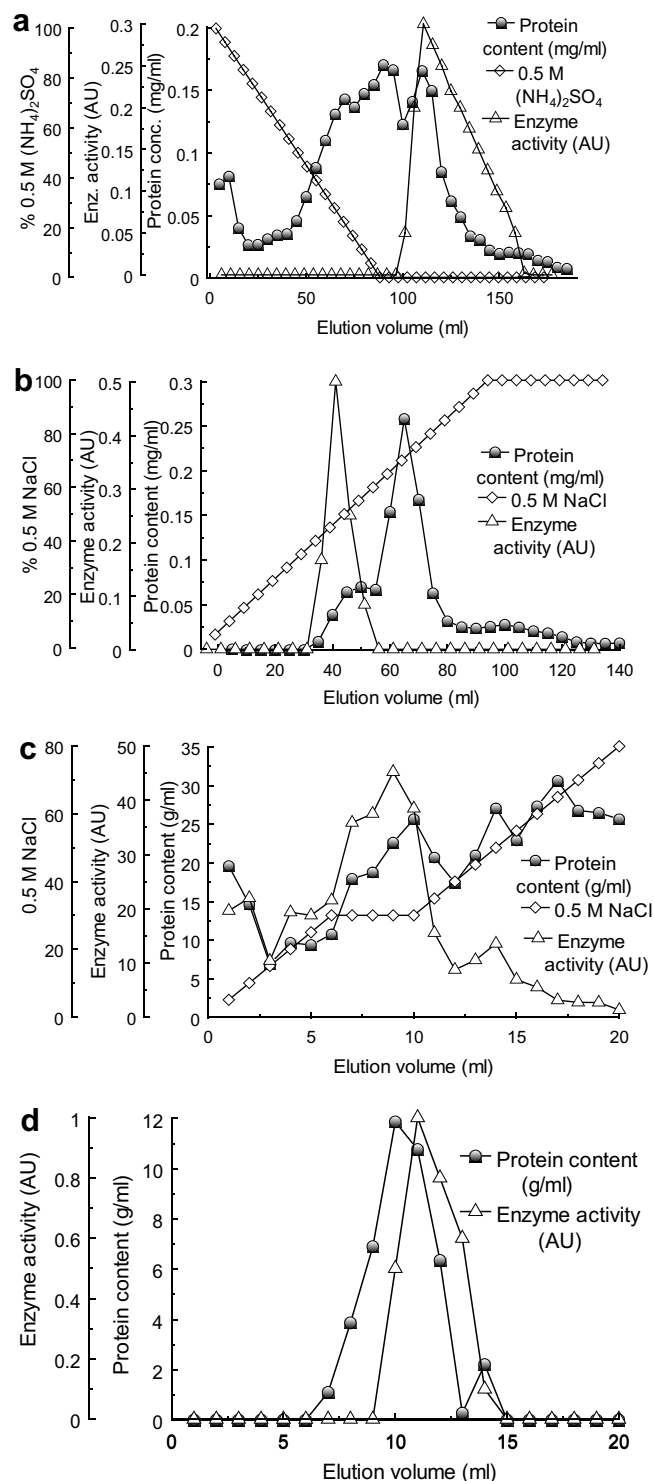 a
% 0.5 M (NH4)2SO4
100
80
60
40
20
0
Enz. activity (AU)
0.3
0.25
0.2
0.15
0.1
0.05
0
Protein conc. (mg/ml)
0.2
0.15
0.1
0.05
0
0
50
100
150
Elution volume (ml)
Protein
content (mg/ml)
0.5 M
(NH4)2SO4
Enzyme
activity (AU)
b
% 0.5 M NaCl
100
80
60
40
20
0
Enzyme activity (AU)
0.5
0.4
0.3
0.2
0.1
0
Protein content (mg/ml)
0.3
0.25
0.2
0.15
0.1
0.05
0
0
20
40
60
80
100
120
140
Elution volume (ml)
Protein
content (mg/ml)
0.5 M NaCl
Enzyme
activity (AU)
c
0.5 M NaCl
80
60
40
20
0
Enzyme activity (AU)
50
40
30
20
10
0
Protein content (g/ml)
35
30
25
20
15
10
5
0
0
5
10
15
20
Elution volume (ml)
Protein
content (g/ml)
0.5 M NaCl
Enzyme
activity (AU)
d
Enzyme activity (AU)
1
0.8
0.6
0.4
0.2
0
Protein content (g/ml)
12
10
8
6
4
2
0
0
5
10
15
20
Elution volume (ml)
Protein content
(g/ml)
Enzyme activity
(AU)